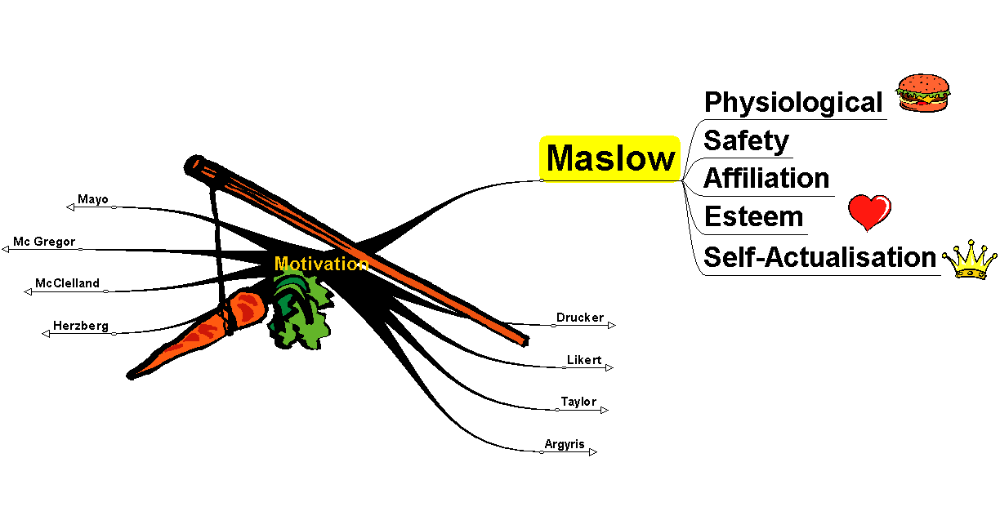 Motivation
Maslow
Physiological
Safety
Affiliation
Esteem
Self-Actualisation
Drucker
Likert
Taylor
Argyris
Mayo
Mc Gregor
McClelland
Herzberg